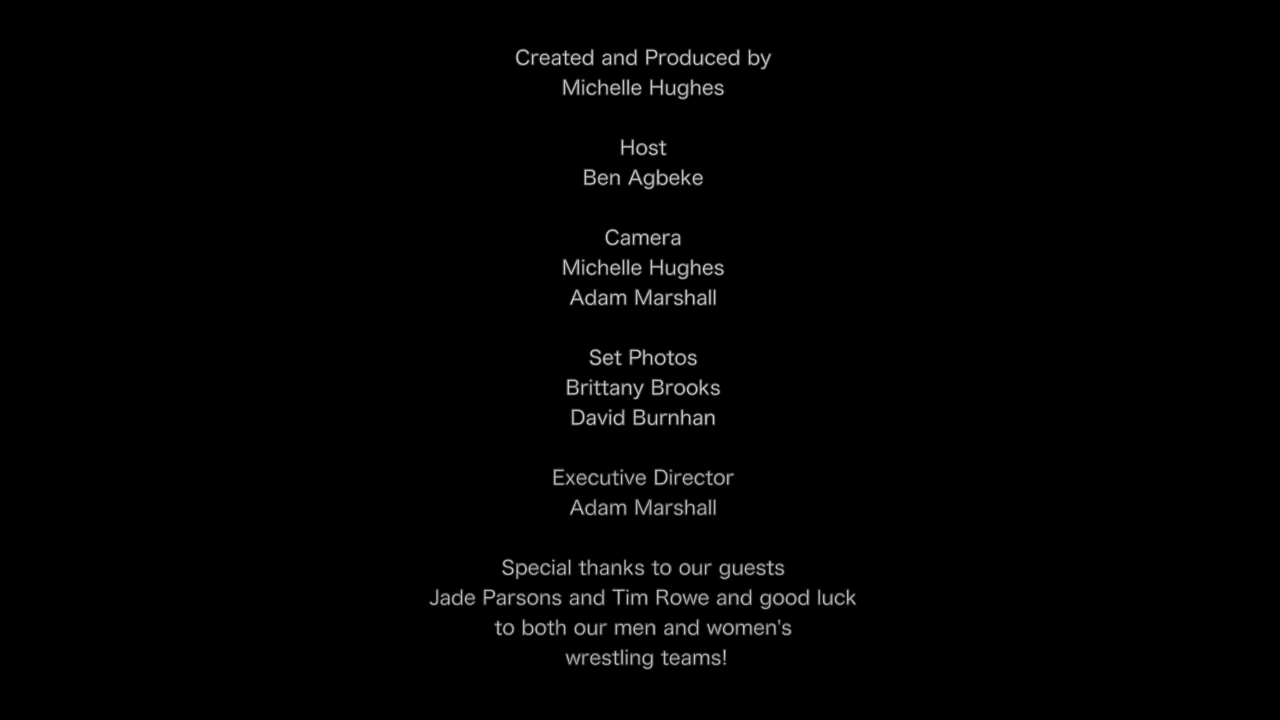 Created and Produced by
Michelle Hughes
Host
Ben Agbeke
Camera
Michelle Hughes
Adam Marshall
Set Photos
Brittany Brooks
David Burnhan
Executive Director
Adam Marshall
Special thanks to our guests
Jade Parsons and Tim Rowe and good luck
to both our men and women's
wrestling teams!